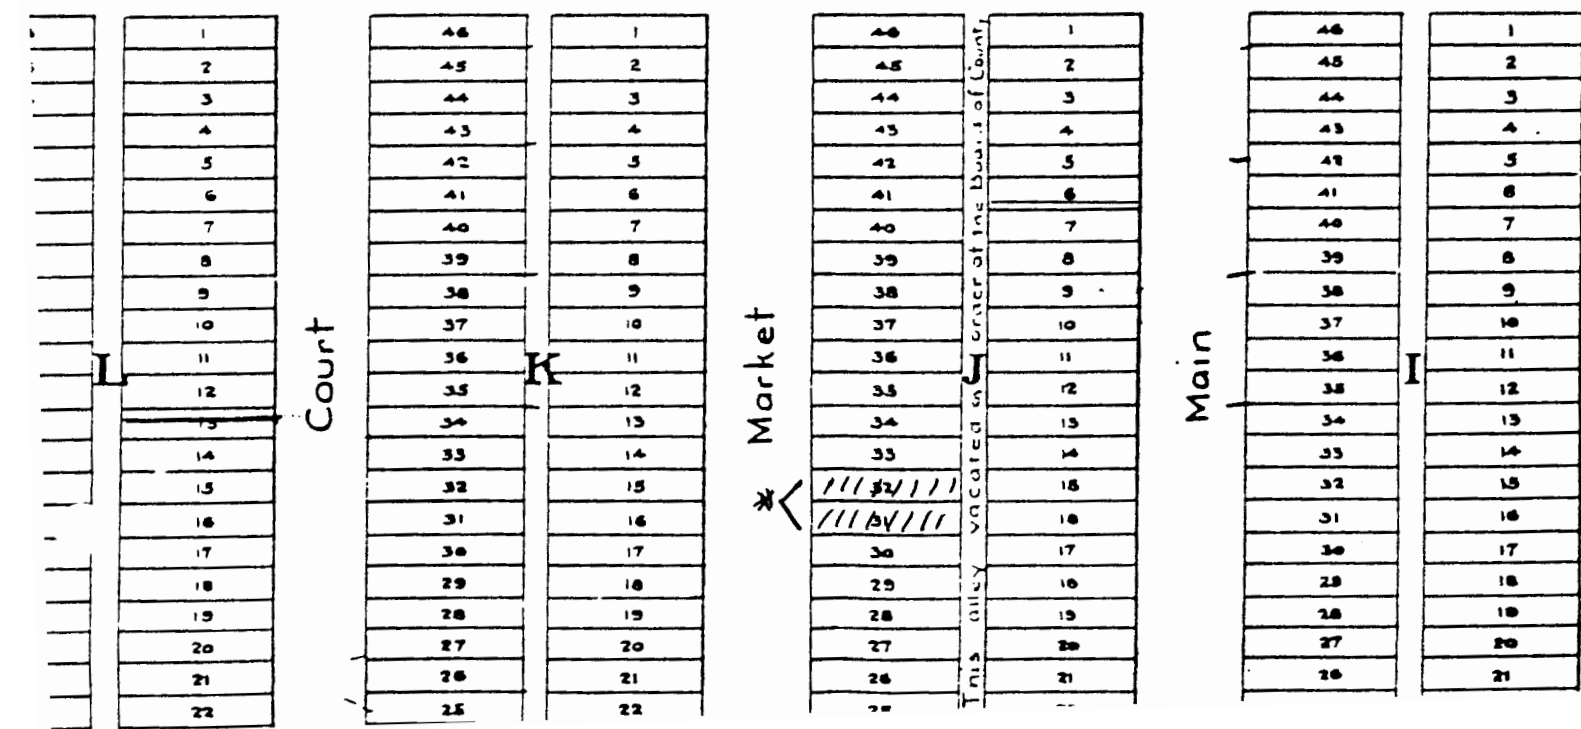 1 46 1 46 1 46 1
2 45 2 45 2 45 2
3 44 3 44 3 44 3
4 43 4 43 4 43 4
5 42 5 42 5 42 5
6 41 6 41 6 41 6
7 40 7 40 7 40 7
8 39 8 39 8 39 8
9 38 9 38 9 38 9
10 37 10 37 10 37 10
11 36 11 36 11 36 11
12 35 12 35 12 35 12
13 34 13 34 13 34 13
14 33 14 33 14 33 14
15 32 15 32 15 32 15
16 31 16 31 16 31 16
17 30 17 30 17 30 17
18 29 18 29 18 29 18
19 28 19 28 19 28 19
20 27 20 27 20 27 20
21 26 21 26 21 26 21
22 25 22 25
L
Court
K
*
Market
J
This alley vacated order of the Board of Count
Main
I